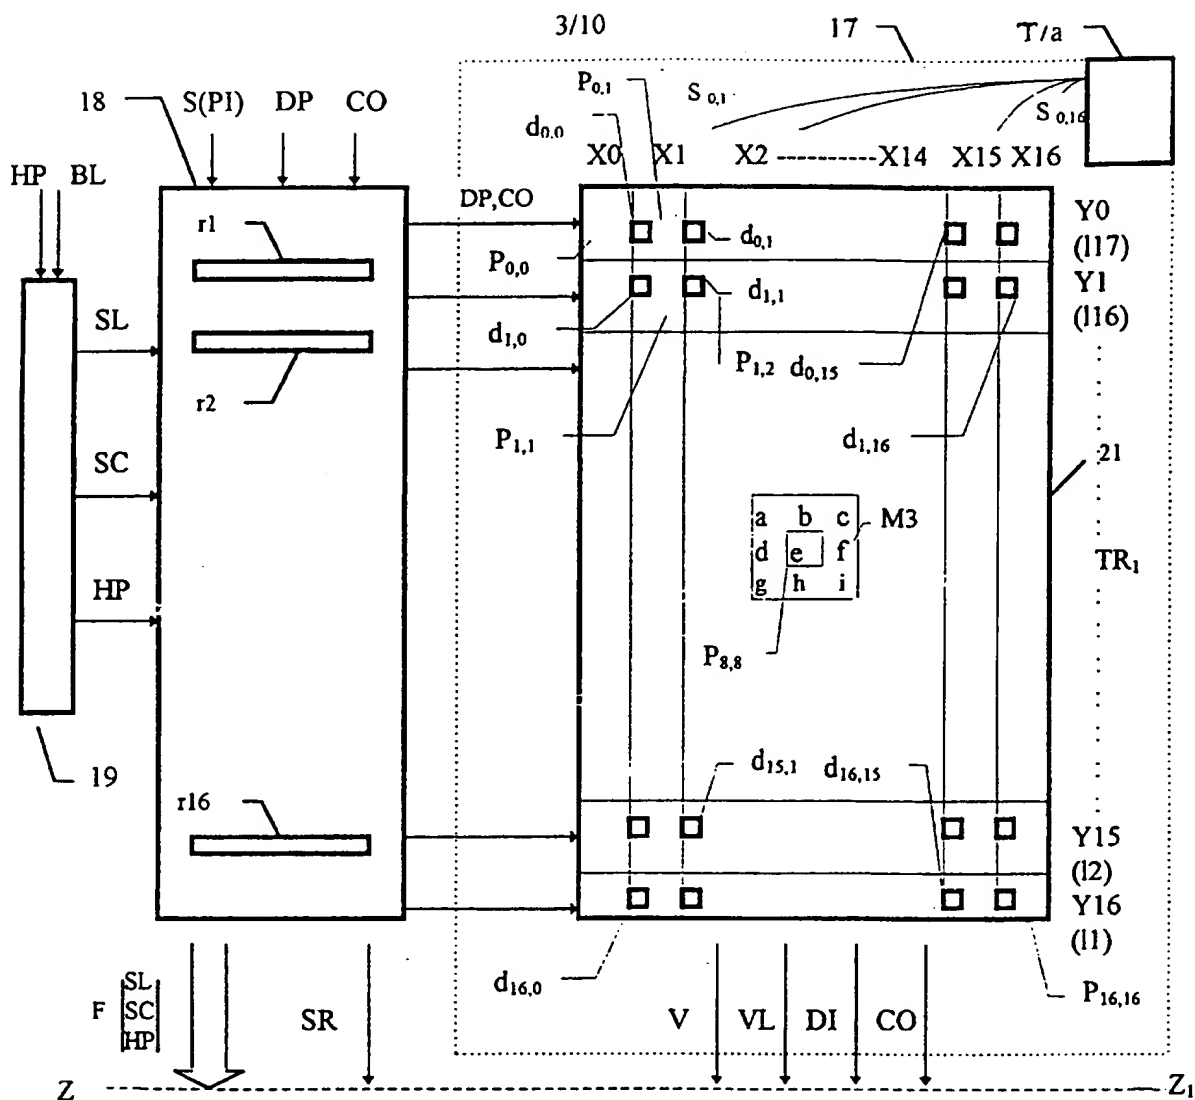 3/10
17
T/a
18
S(PI) DP CO
P0,1
S0,1
S0,16
d0,0
X0 X1 X2 ---------- X14 X15 X16
HP BL
DP,CO
r1
P0,0
d0,1
Y0
(l17)
d1,1
Y1
(l16)
SL
d1,0
r2
P1,2
d0,15
P1,1
d1,16
21
SC
a b c
M3
d e f
TR1
g h i
HP
P8,8
19
d15,1
d16,15
r16
Y15
(l2)
Y16
(l1)
d16,0
P16,16
F
SL
SC
HP
SR
V VL DI CO
Z
Z1